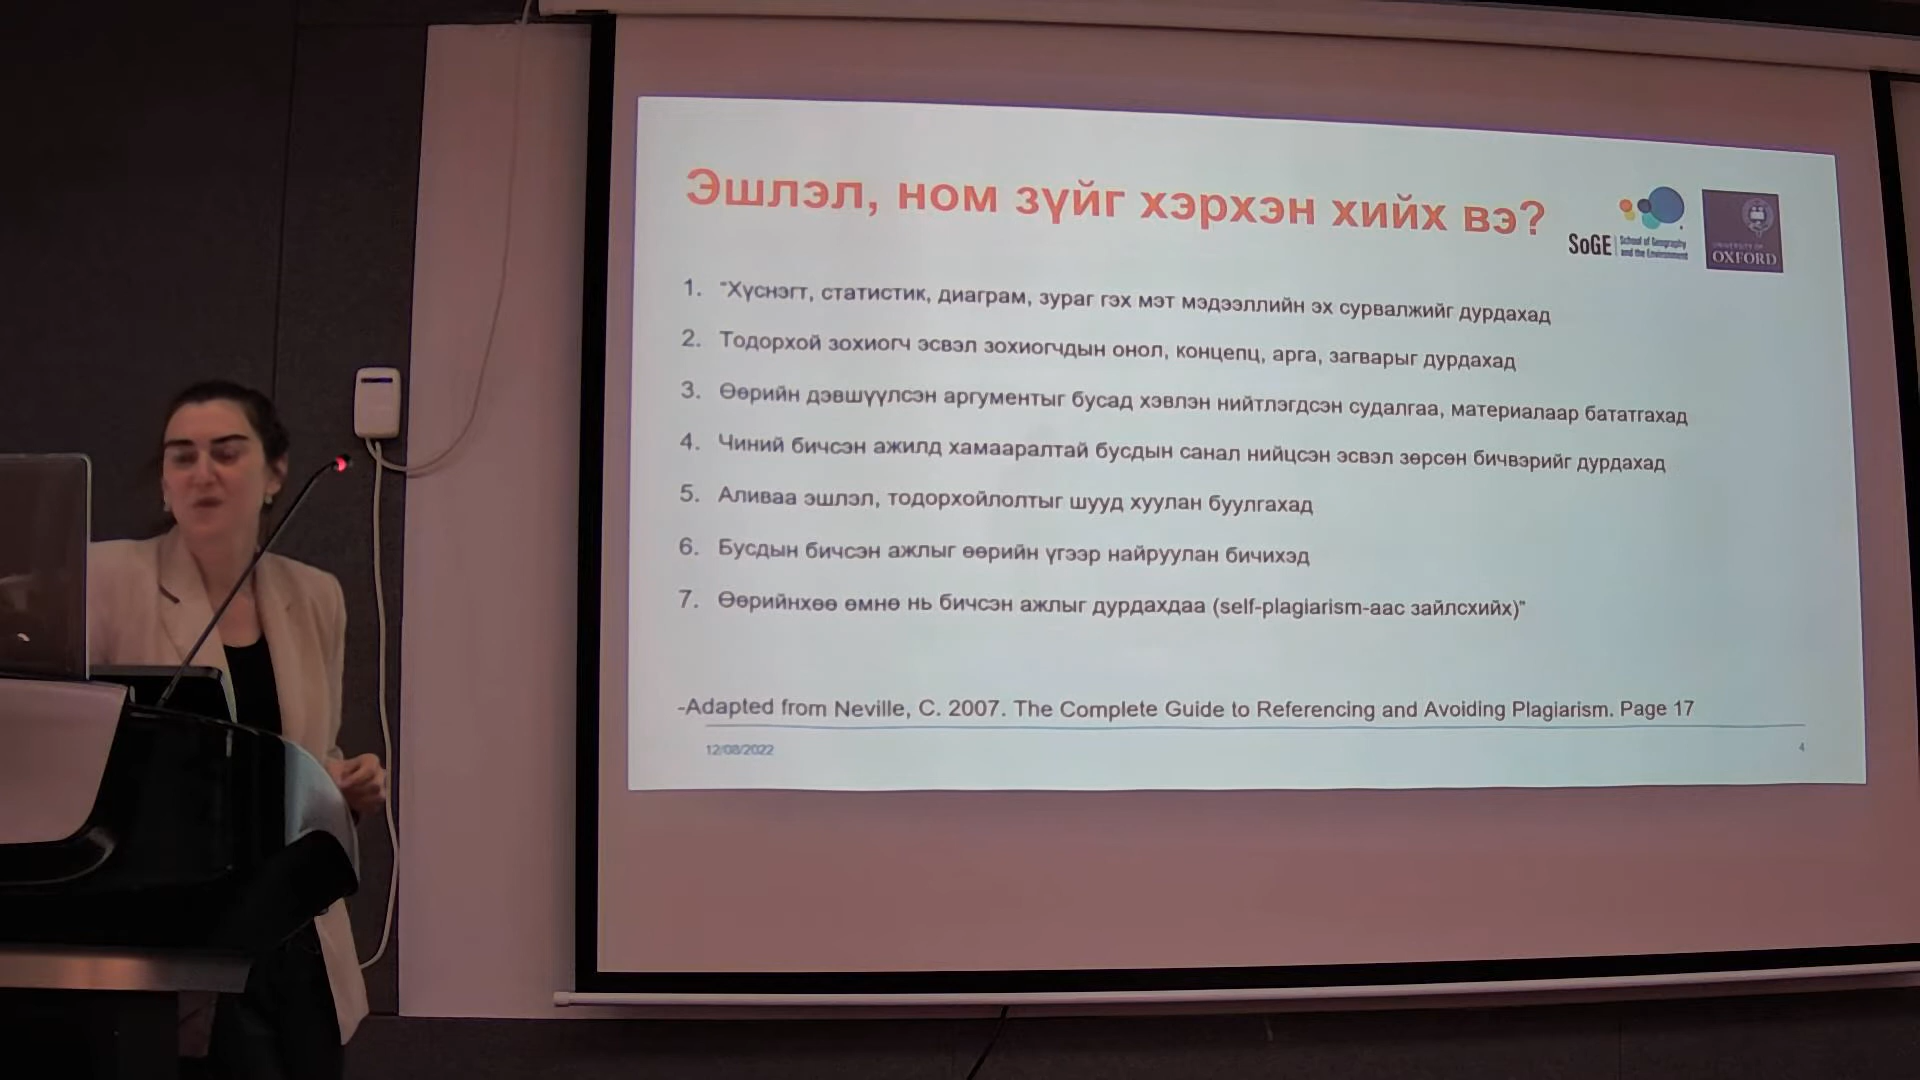 Эшлэл, ном зүйг хэрхэн хийх вэ?
SoGE School of Geography and the Environment
UNIVERSITY OF OXFORD
1. "Хүснэгт, статистик, диаграм, зураг гэх мэт мэдээллийн эх сурвалжийг дурдахад
2. Тодорхой зохиогч эсвэл зохиогчдын онол, концепц, арга, загварыг дурдахад
3. Өөрийн дэвшүүлсэн аргументыг бусад хэвлэн нийтлэгдсэн судалгаа, материалаар бататгахад
4. Чиний бичсэн ажилд хамааралтай бусдын санал нийцсэн эсвэл зөрсөн бичвэрийг дурдахад
5. Аливаа эшлэл, тодорхойлолтыг шууд хуулан буулгахад
6. Бусдын бичсэн ажлыг өөрийн үгээр найруулан бичихэд
7. Өөрийнхөө өмнө нь бичсэн ажлыг дурдахдаа (self-plagiarism-аас зайлсхийх)"
-Adapted from Neville, C. 2007. The Complete Guide to Referencing and Avoiding Plagiarism. Page 17
12/08/2022
4